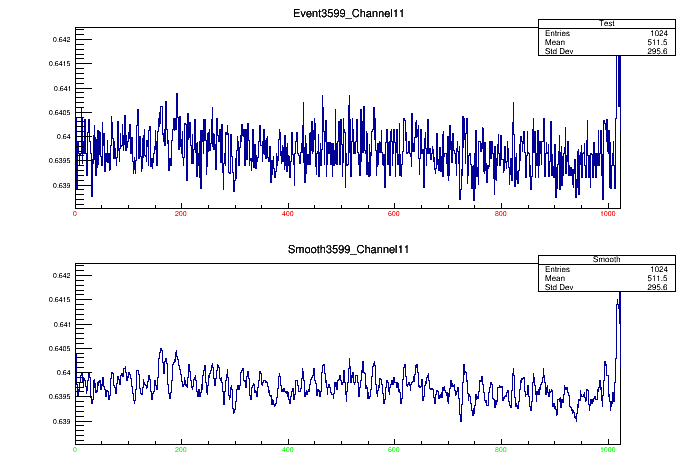 Event3599_Channel11
Test
Entries 1024
Mean 511.5
Std Dev 295.6
0.642
0.6415
0.641
0.6405
0.64
0.6395
0.639
0 200 400 600 800 1000
Smooth3599_Channel11
Smooth
Entries 1024
Mean 511.5
Std Dev 295.6
0.642
0.6415
0.641
0.6405
0.64
0.6395
0.639
0 200 400 600 800 1000